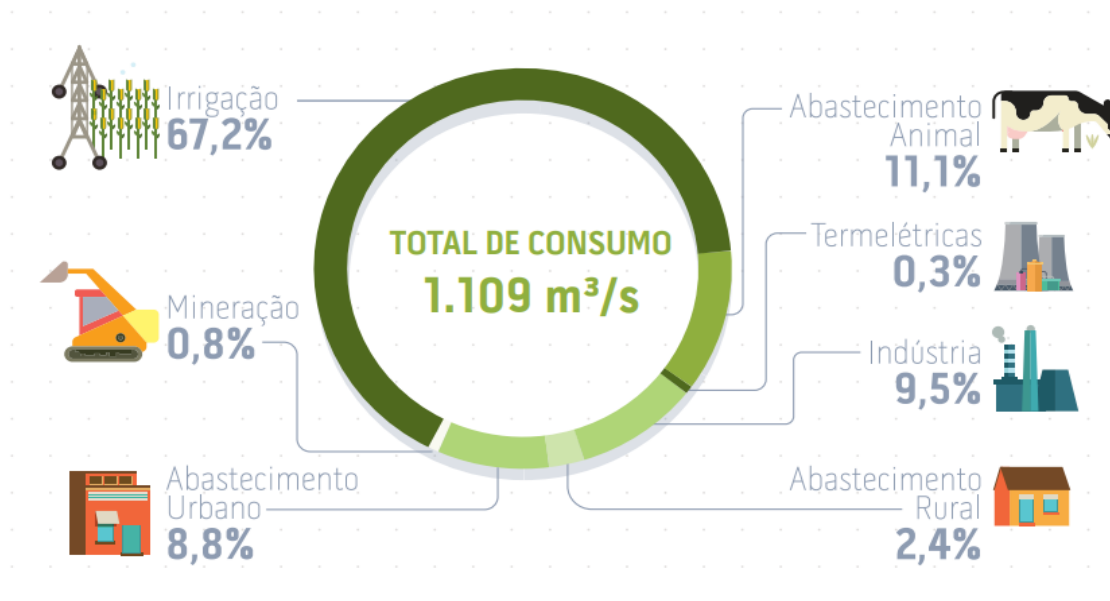 Irrigação
67,2%
Mineração
0,8%
Abastecimento
Urbano
8,8%
TOTAL DE CONSUMO
1.109 m³/s
Abastecimento
Animal
11,1%
Termelétricas
0,3%
Indústria
9,5%
Abastecimento
Rural
2,4%